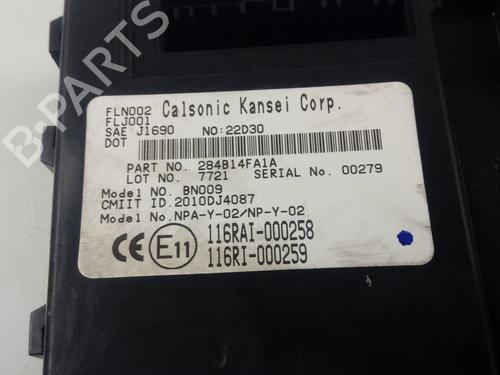 FLN002 Calsonic Kansei Corp.
FLJ001
SAE J1690 NO:22D30
DOT
PART NO. 284B14FA1A
LOT NO. 7721 SERIAL No. 00279
Model No. BN009
CMIIT ID.2010DJ4087
Model No.NPA-Y-02/NP-Y-02
CE E11 116RAI-000258
116RI-000259
B-PARTS